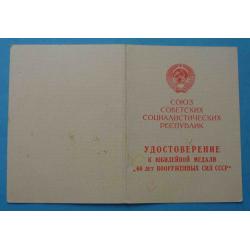 СОЮЗ
СОВЕТСКИХ
СОЦИАЛИСТИЧЕСКИХ
РЕСПУБЛИК
УДОСТОВЕРЕНИЕ
К ЮБИЛЕЙНОЙ МЕДАЛИ
„60 ЛЕТ ВООРУЖЕННЫХ СИЛ СССР"